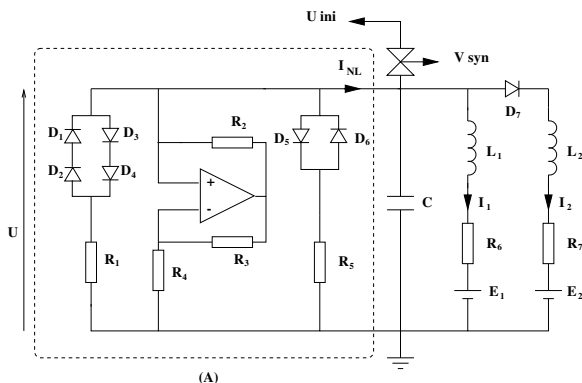 U ini
V syn
I NL
D1
D3
D2
D4
R2
+
-
D5
D6
D7
L1
L2
U
C
I1
I2
R1
R4
R3
R5
R6
R7
E1
E2
(A)